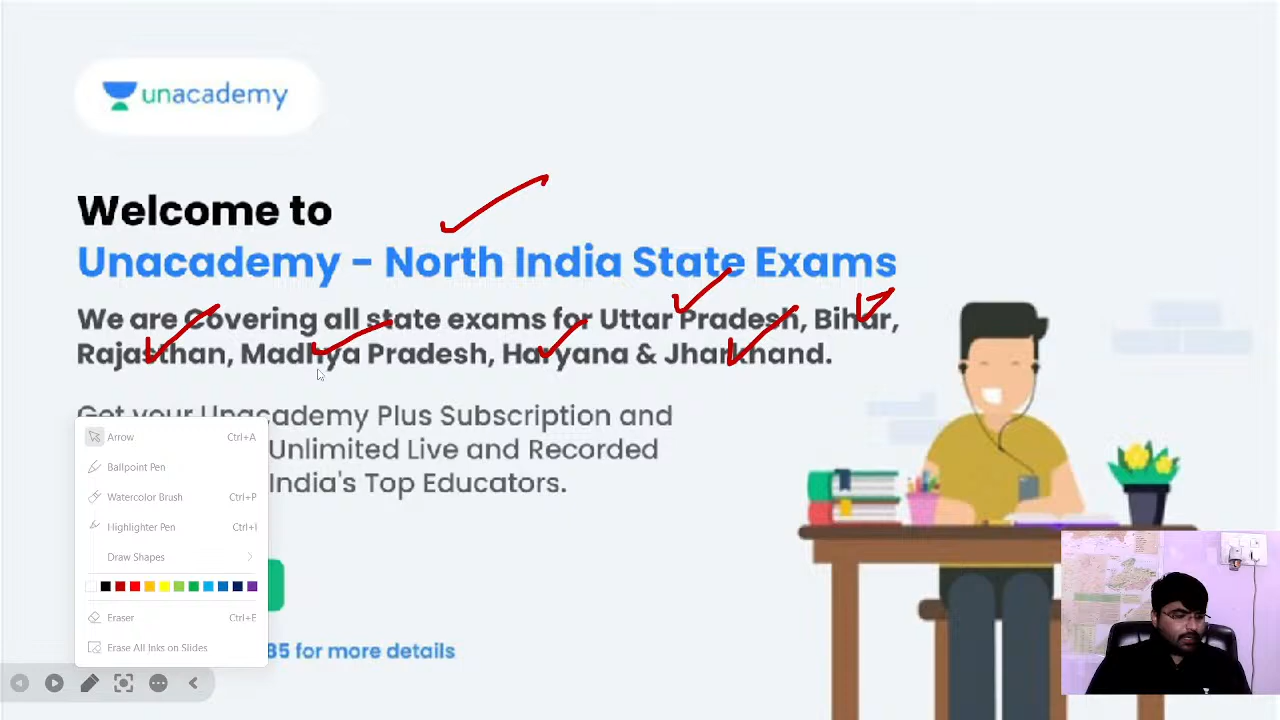 unacademy
Welcome to
Unacademy - North India State Exams
We are Covering all state exams for Uttar Pradesh, Bihar,
Rajasthan, Madhya Pradesh, Haryana & Jharkhand.
Get your Unacademy Plus Subscription and
Unlimited Live and Recorded
India's Top Educators.
85 for more details
Arrow Ctrl+A
Ballpoint Pen
Watercolor Brush Ctrl+P
Highlighter Pen Ctrl+I
Draw Shapes
Eraser Ctrl+E
Erase All Inks on Slides